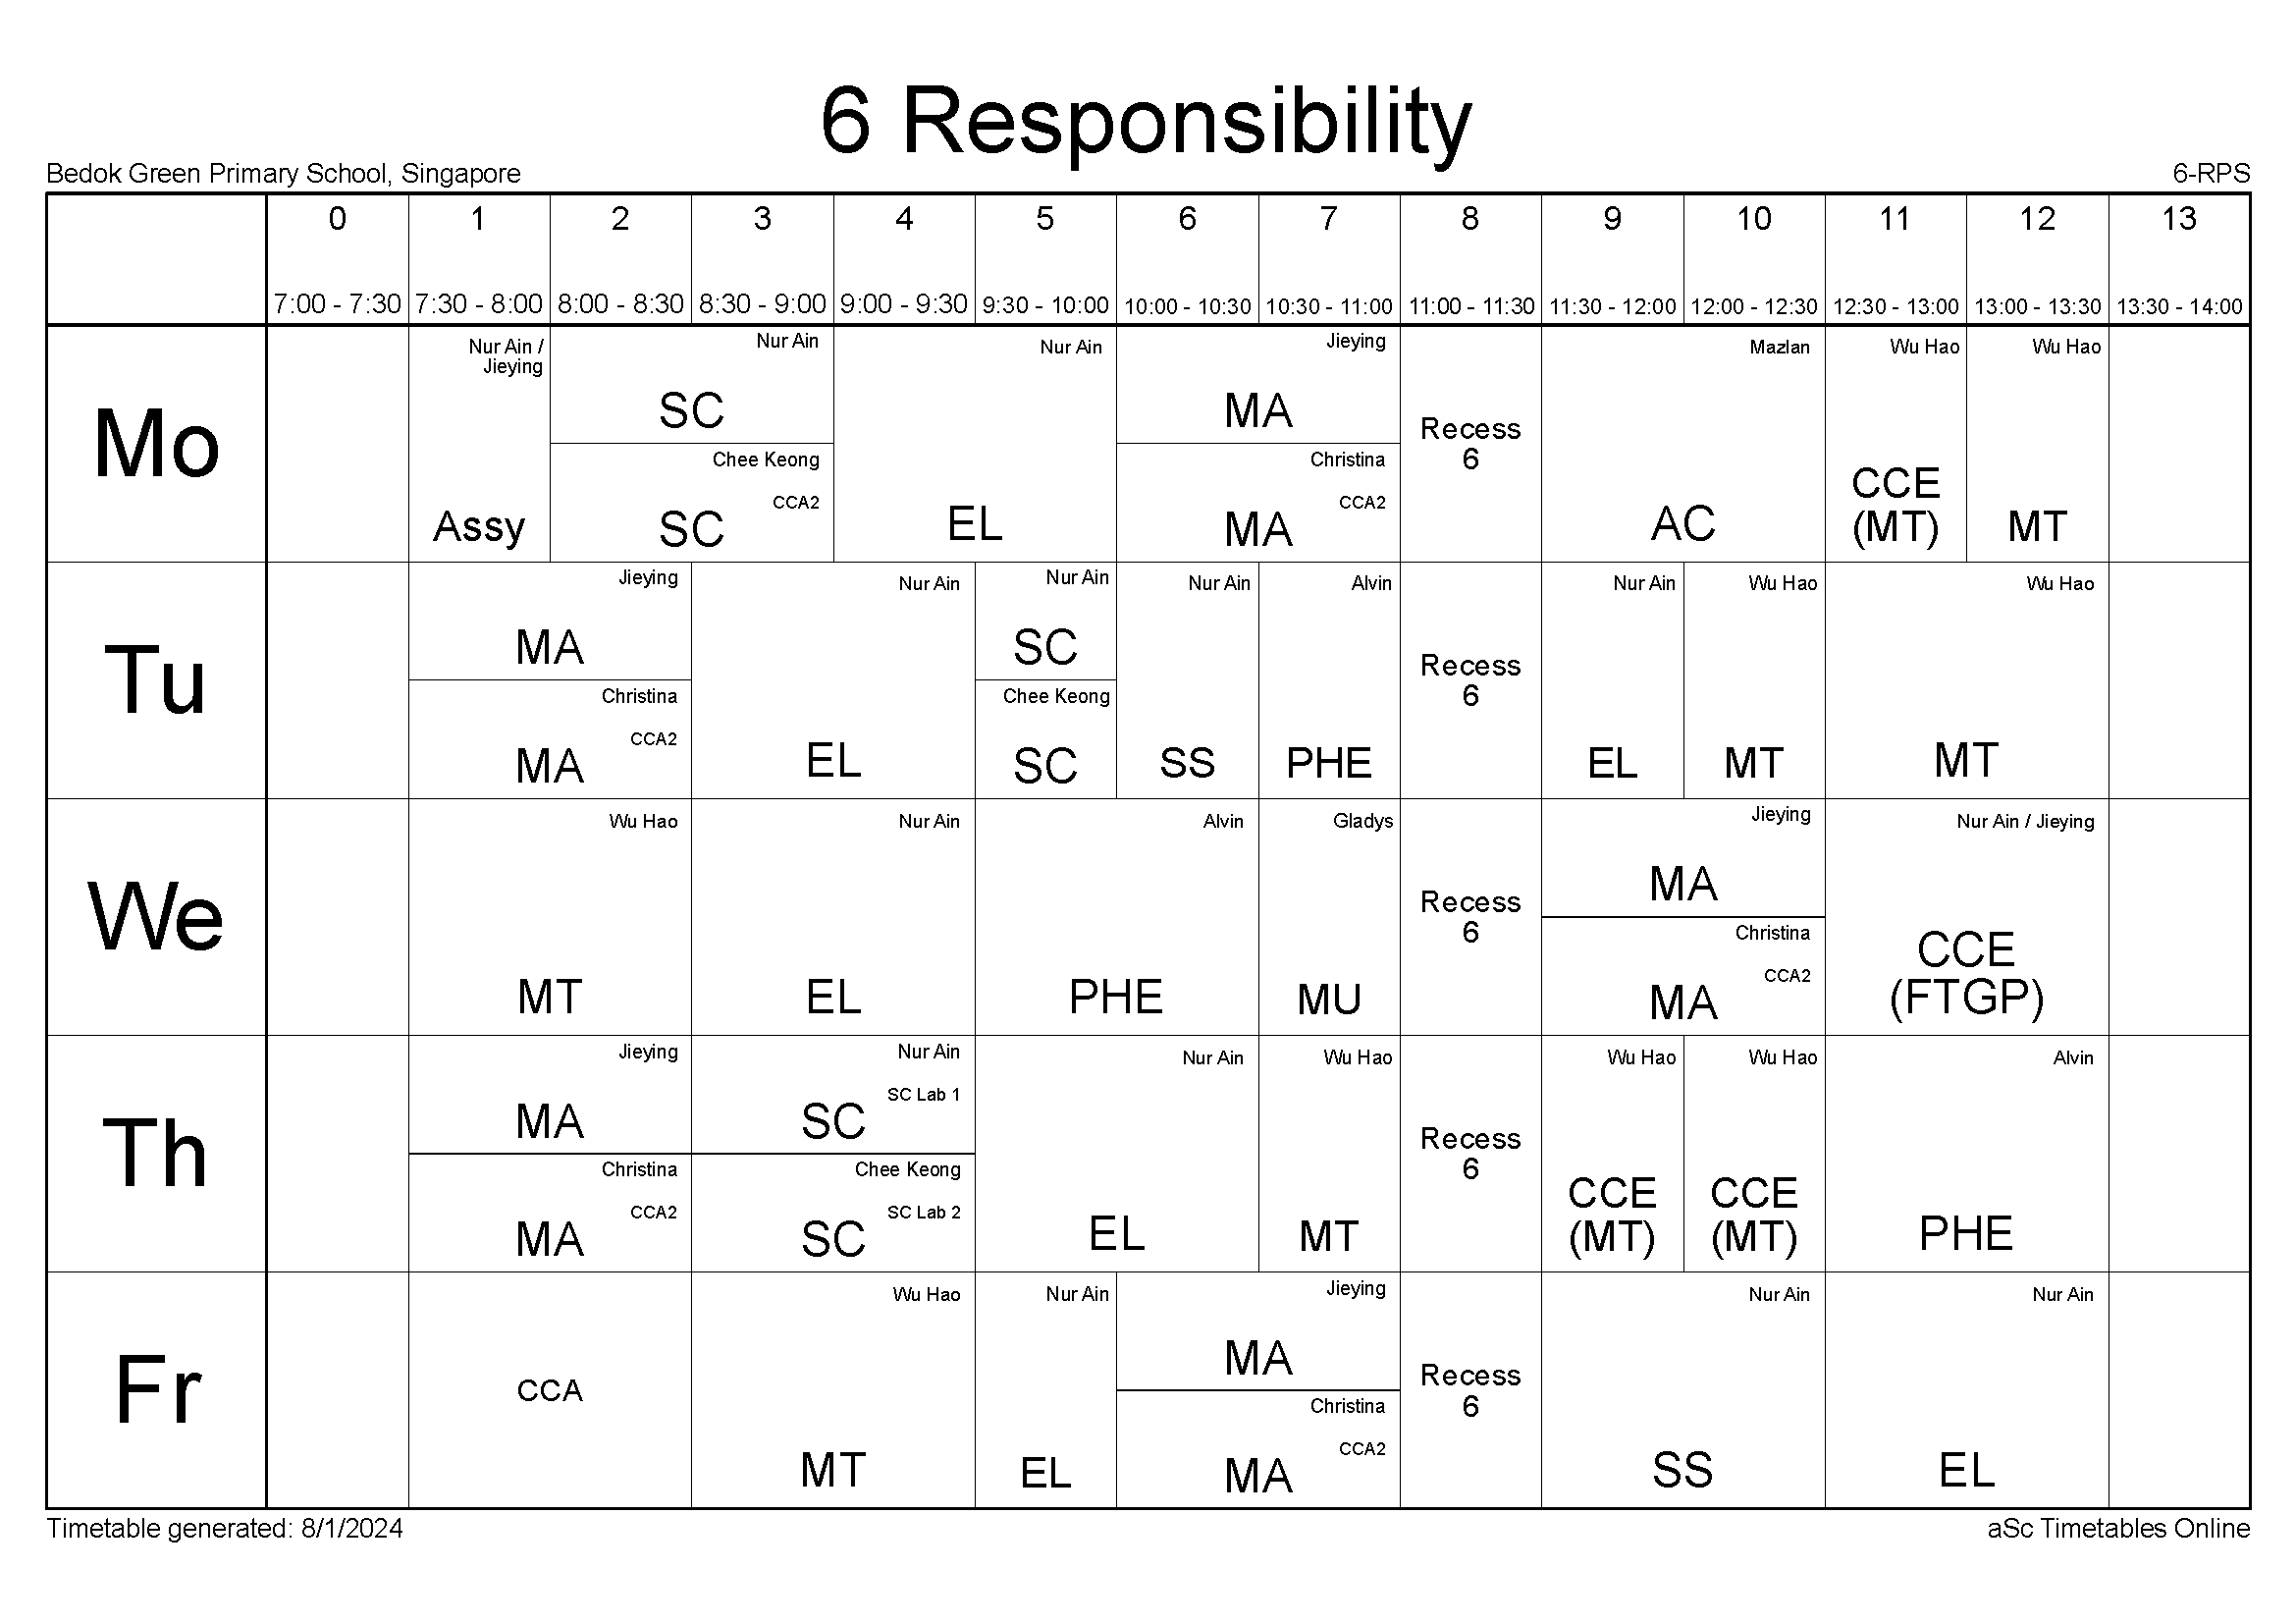 6 Responsibility
Bedok Green Primary School, Singapore
6-RPS
0 1 2 3 4 5 6 7 8 9 10 11 12 13
7:00 - 7:30 7:30 - 8:00 8:00 - 8:30 8:30 - 9:00 9:00 - 9:30 9:30 - 10:00 10:00 - 10:30 10:30 - 11:00 11:00 - 11:30 11:30 - 12:00 12:00 - 12:30 12:30 - 13:00 13:00 - 13:30 13:30 - 14:00
Mo
Nur Ain /
Jieying
Assy
Nur Ain
SC
Chee Keong
CCA2
SC
Nur Ain
EL
Jieying
MA
Christina
CCA2
MA
Recess
6
Mazlan
AC
Wu Hao
CCE
(MT)
Wu Hao
MT
Tu
Jieying
MA
Christina
CCA2
MA
Nur Ain
EL
Nur Ain
SC
Chee Keong
SC
Nur Ain
SS
Alvin
PHE
Recess
6
Nur Ain
EL
Wu Hao
MT
Wu Hao
MT
We
Wu Hao
MT
Nur Ain
EL
Alvin
PHE
Gladys
MU
Recess
6
Jieying
MA
Christina
CCA2
MA
Nur Ain / Jieying
CCE
(FTGP)
Th
Jieying
MA
Christina
CCA2
MA
Nur Ain
SC Lab 1
SC
Chee Keong
SC Lab 2
SC
Nur Ain
EL
Wu Hao
MT
Recess
6
Wu Hao
CCE
(MT)
Wu Hao
CCE
(MT)
Alvin
PHE
Fr
CCA
Wu Hao
MT
Nur Ain
EL
Jieying
MA
Christina
CCA2
MA
Recess
6
Nur Ain
SS
Nur Ain
EL
Timetable generated: 8/1/2024
aSc Timetables Online